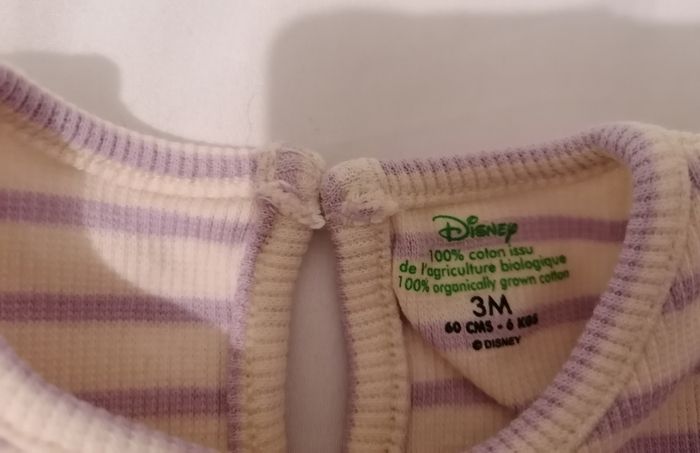 Disney
100% coton issu
de l'agriculture biologique
100% organically grown cotton
3M
60 CMS - 6 KGS
© DISNEY